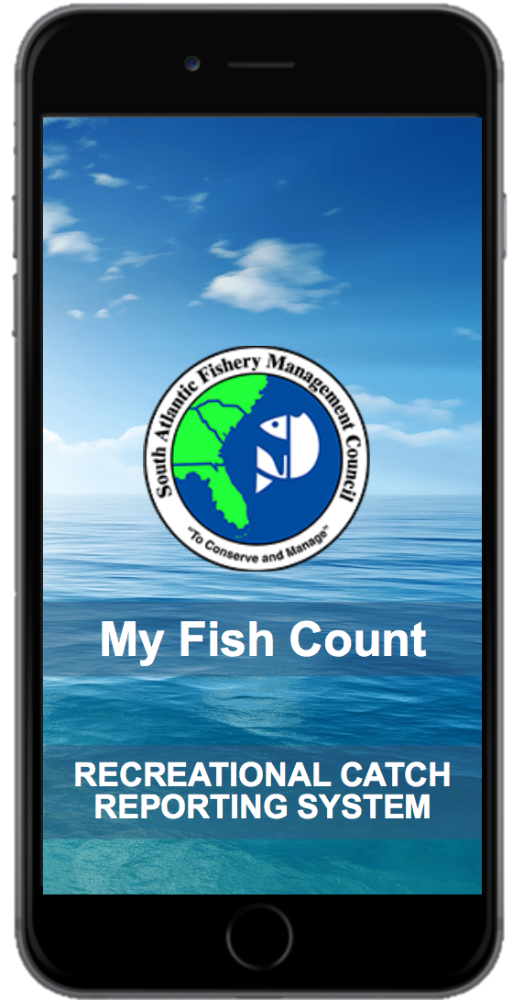 South Atlantic Fishery Management Council
"To Conserve and Manage"
My Fish Count
RECREATIONAL CATCH
REPORTING SYSTEM